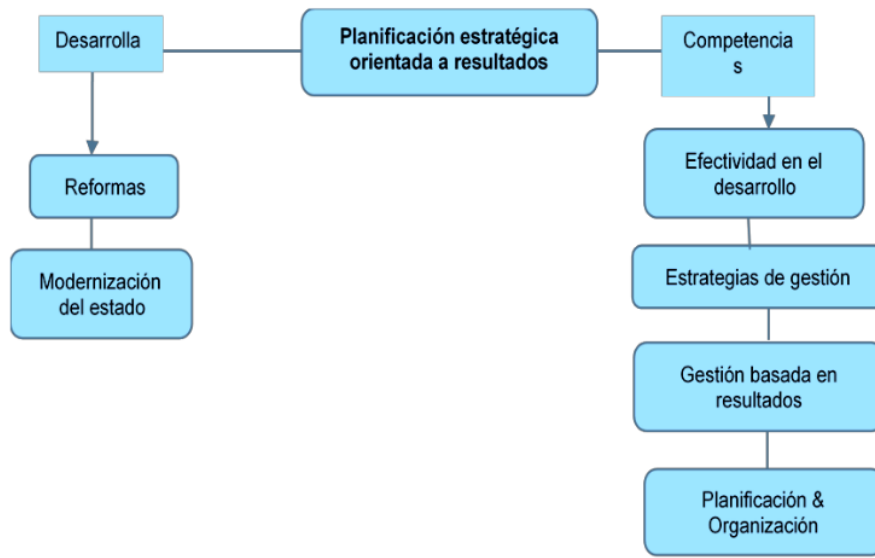 Desarrolla
Planificación estratégica
orientada a resultados
Competencia
s
Reformas
Modernización
del estado
Efectividad en el
desarrollo
Estrategias de gestión
Gestión basada en
resultados
Planificación &
Organización